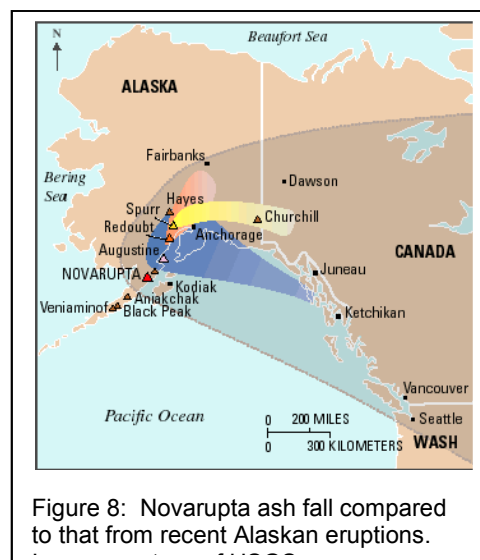 N
Beaufort Sea
ALASKA
Fairbanks
Bering
Sea
Dawson
Hayes
Spurr
Churchill
Redoubt
Anchorage
Augustine
CANADA
NOVARUPTA
Juneau
Kodiak
Aniakchak
Veniaminof
Black Peak
Ketchikan
Vancouver
Pacific Ocean
0 200 MILES
Seattle
0 300 KILOMETERS
WASH
Figure 8: Novarupta ash fall compared
to that from recent Alaskan eruptions.